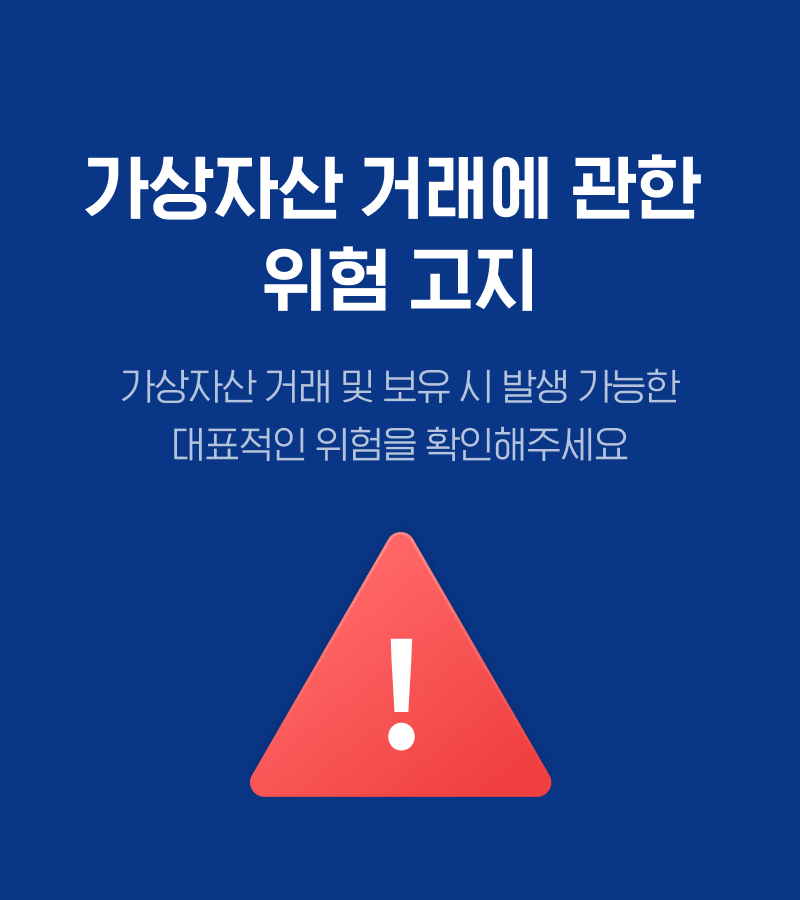 가상자산 거래에 관한
위험 고지
가상자산 거래 및 보유 시 발생 가능한
대표적인 위험을 확인해주세요
!